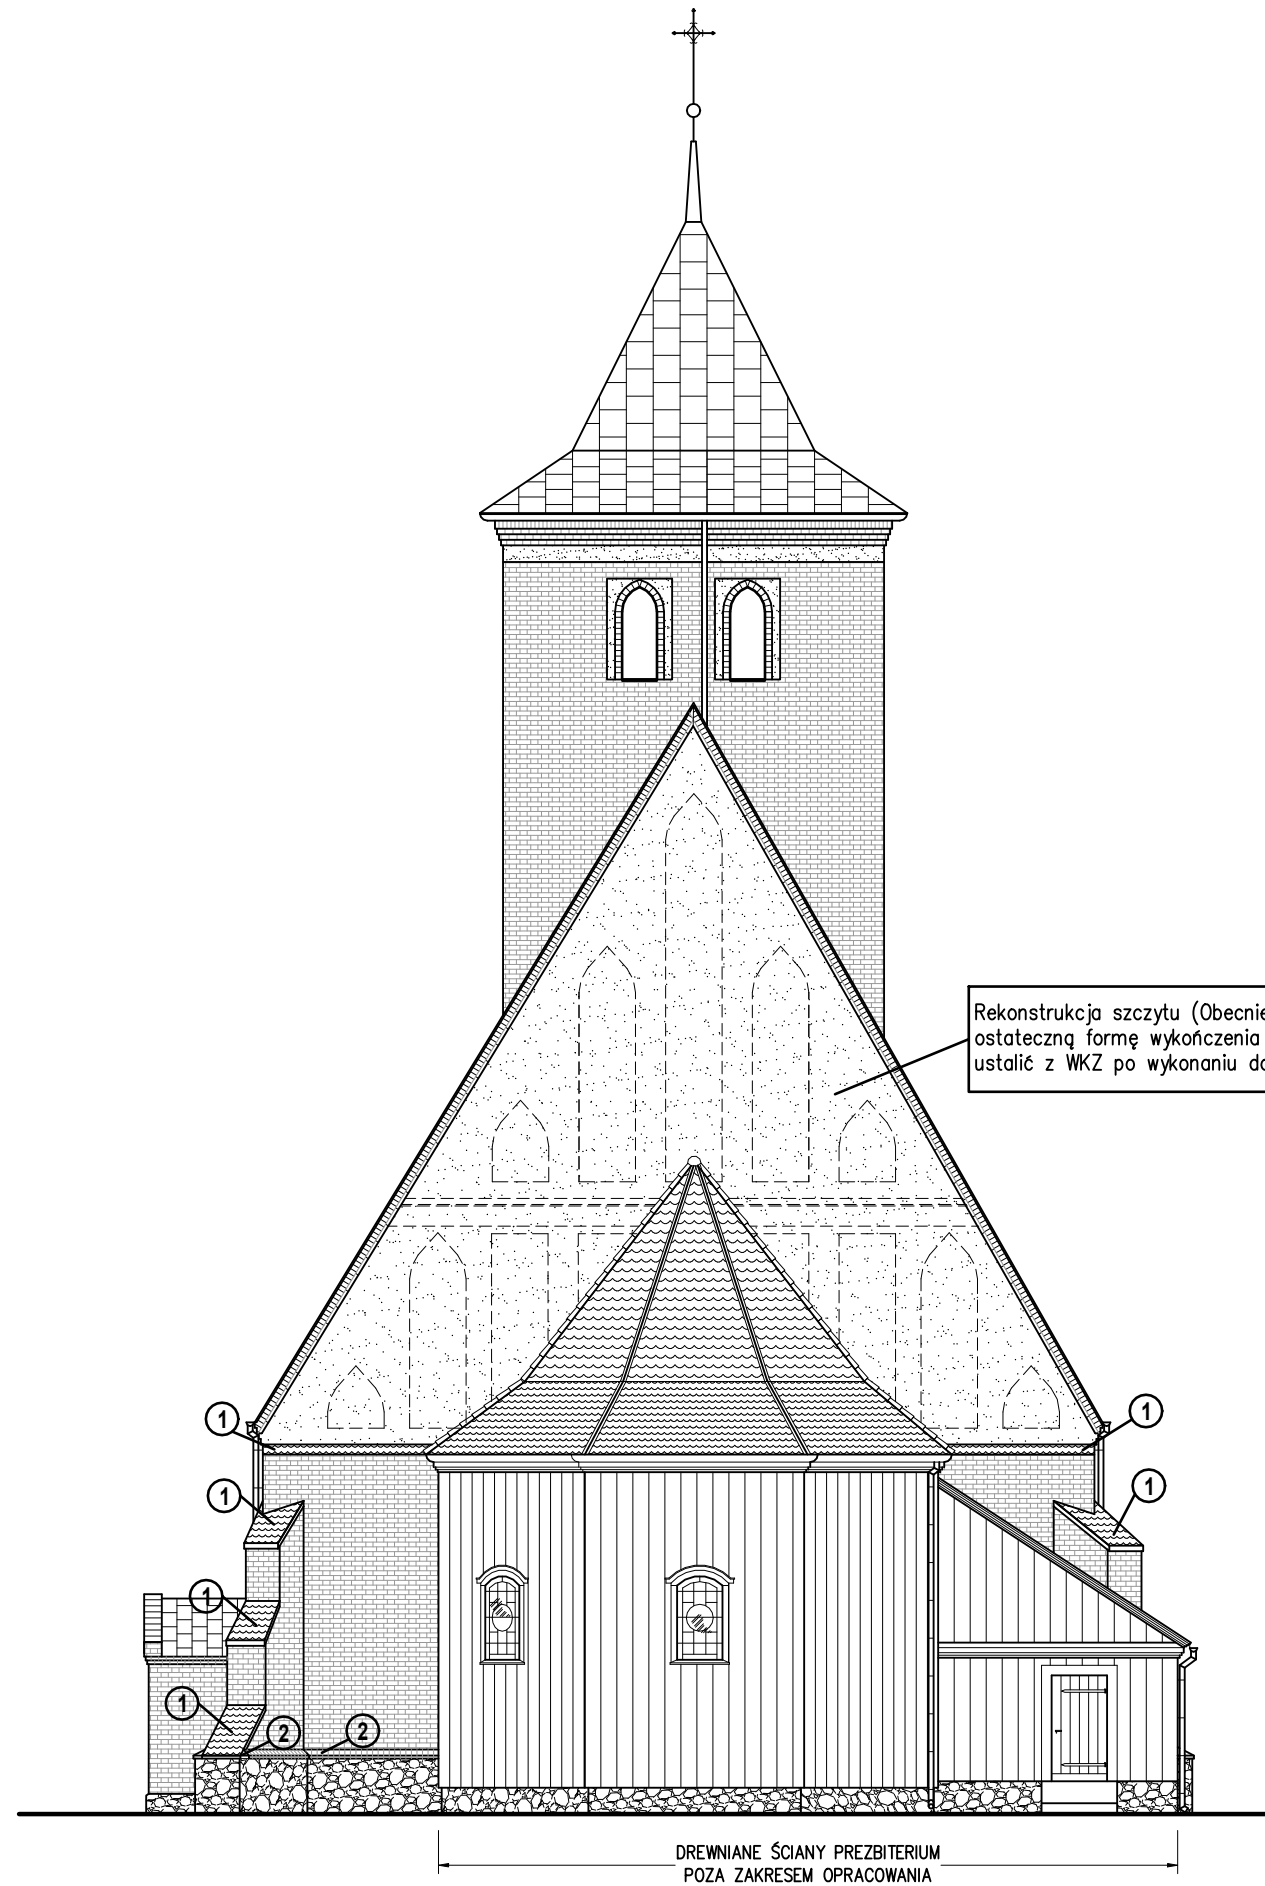 Rekonstrukcja szczytu (Obecnie
ostateczną formę wykończenia
ustalić z WKZ po wykonaniu
1
1
1
1
1
1
2
2
DREWNIANE ŚCIANY PREZBITERIUM
POZA ZAKRESEM OPRACOWANIA